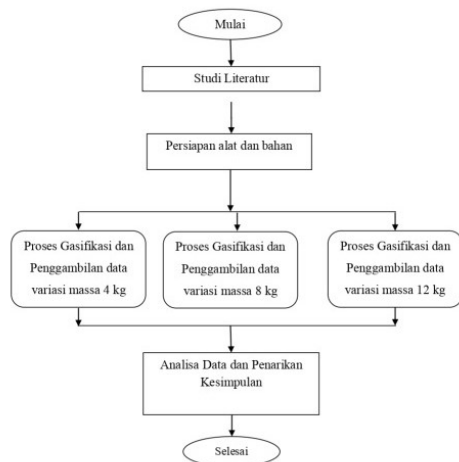 Mulai
Studi Literatur
Persiapan alat dan bahan
Proses Gasifikasi dan
Penggambilan data
variasi massa 4 kg
Proses Gasifikasi dan
Penggambilan data
variasi massa 8 kg
Proses Gasifikasi dan
Penggambilan data
variasi massa 12 kg
Analisa Data dan Penarikan
Kesimpulan
Selesai